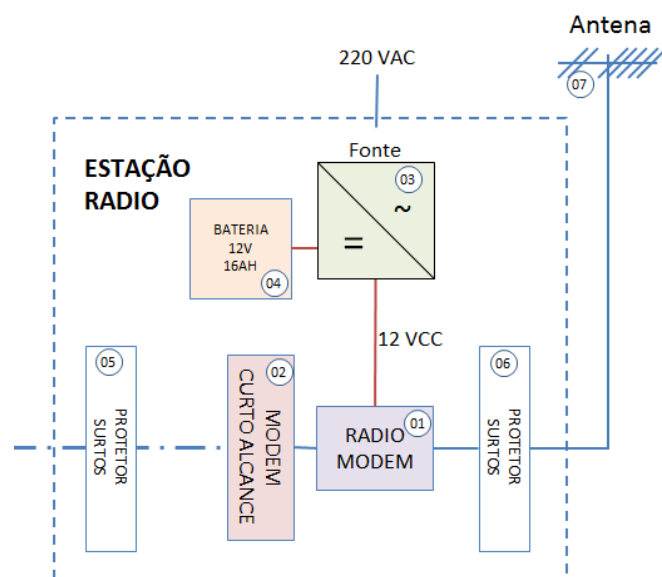 Antena
220 VAC
07
ESTAÇÃO
RADIO
Fonte
03
~
=
BATERIA
12V
16AH
04
12 VCC
05
PROTETOR
SURTOS
02
MODEM
CURTO ALCANCE
01
RADIO
MODEM
06
PROTETOR
SURTOS